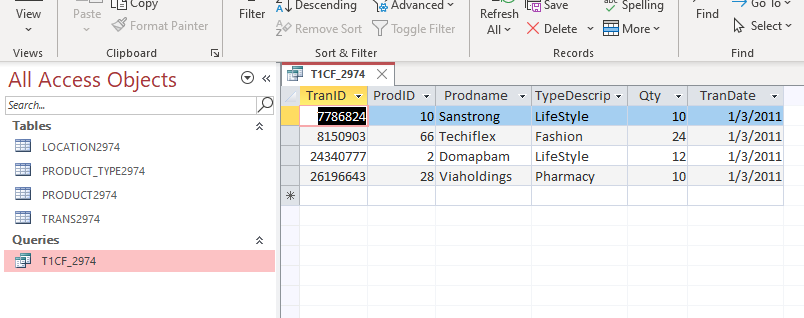 View Paste Copy Format Painter Filter Descending Advanced Remove Sort Toggle Filter Refresh All Save Spelling Delete More Find Go To Select
Views Clipboard Sort & Filter Records Find
All Access Objects
Search...
Tables
LOCATION2974
PRODUCT_TYPE2974
PRODUCT2974
TRANS2974
Queries
T1CF_2974
T1CF_2974
TranID ProdID Prodname TypeDescrip Qty TranDate
7786824 10 Sanstrong LifeStyle 10 1/3/2011
8150903 66 Techiflex Fashion 24 1/3/2011
24340777 2 Domapbam LifeStyle 12 1/3/2011
26196643 28 Viaholdings Pharmacy 10 1/3/2011